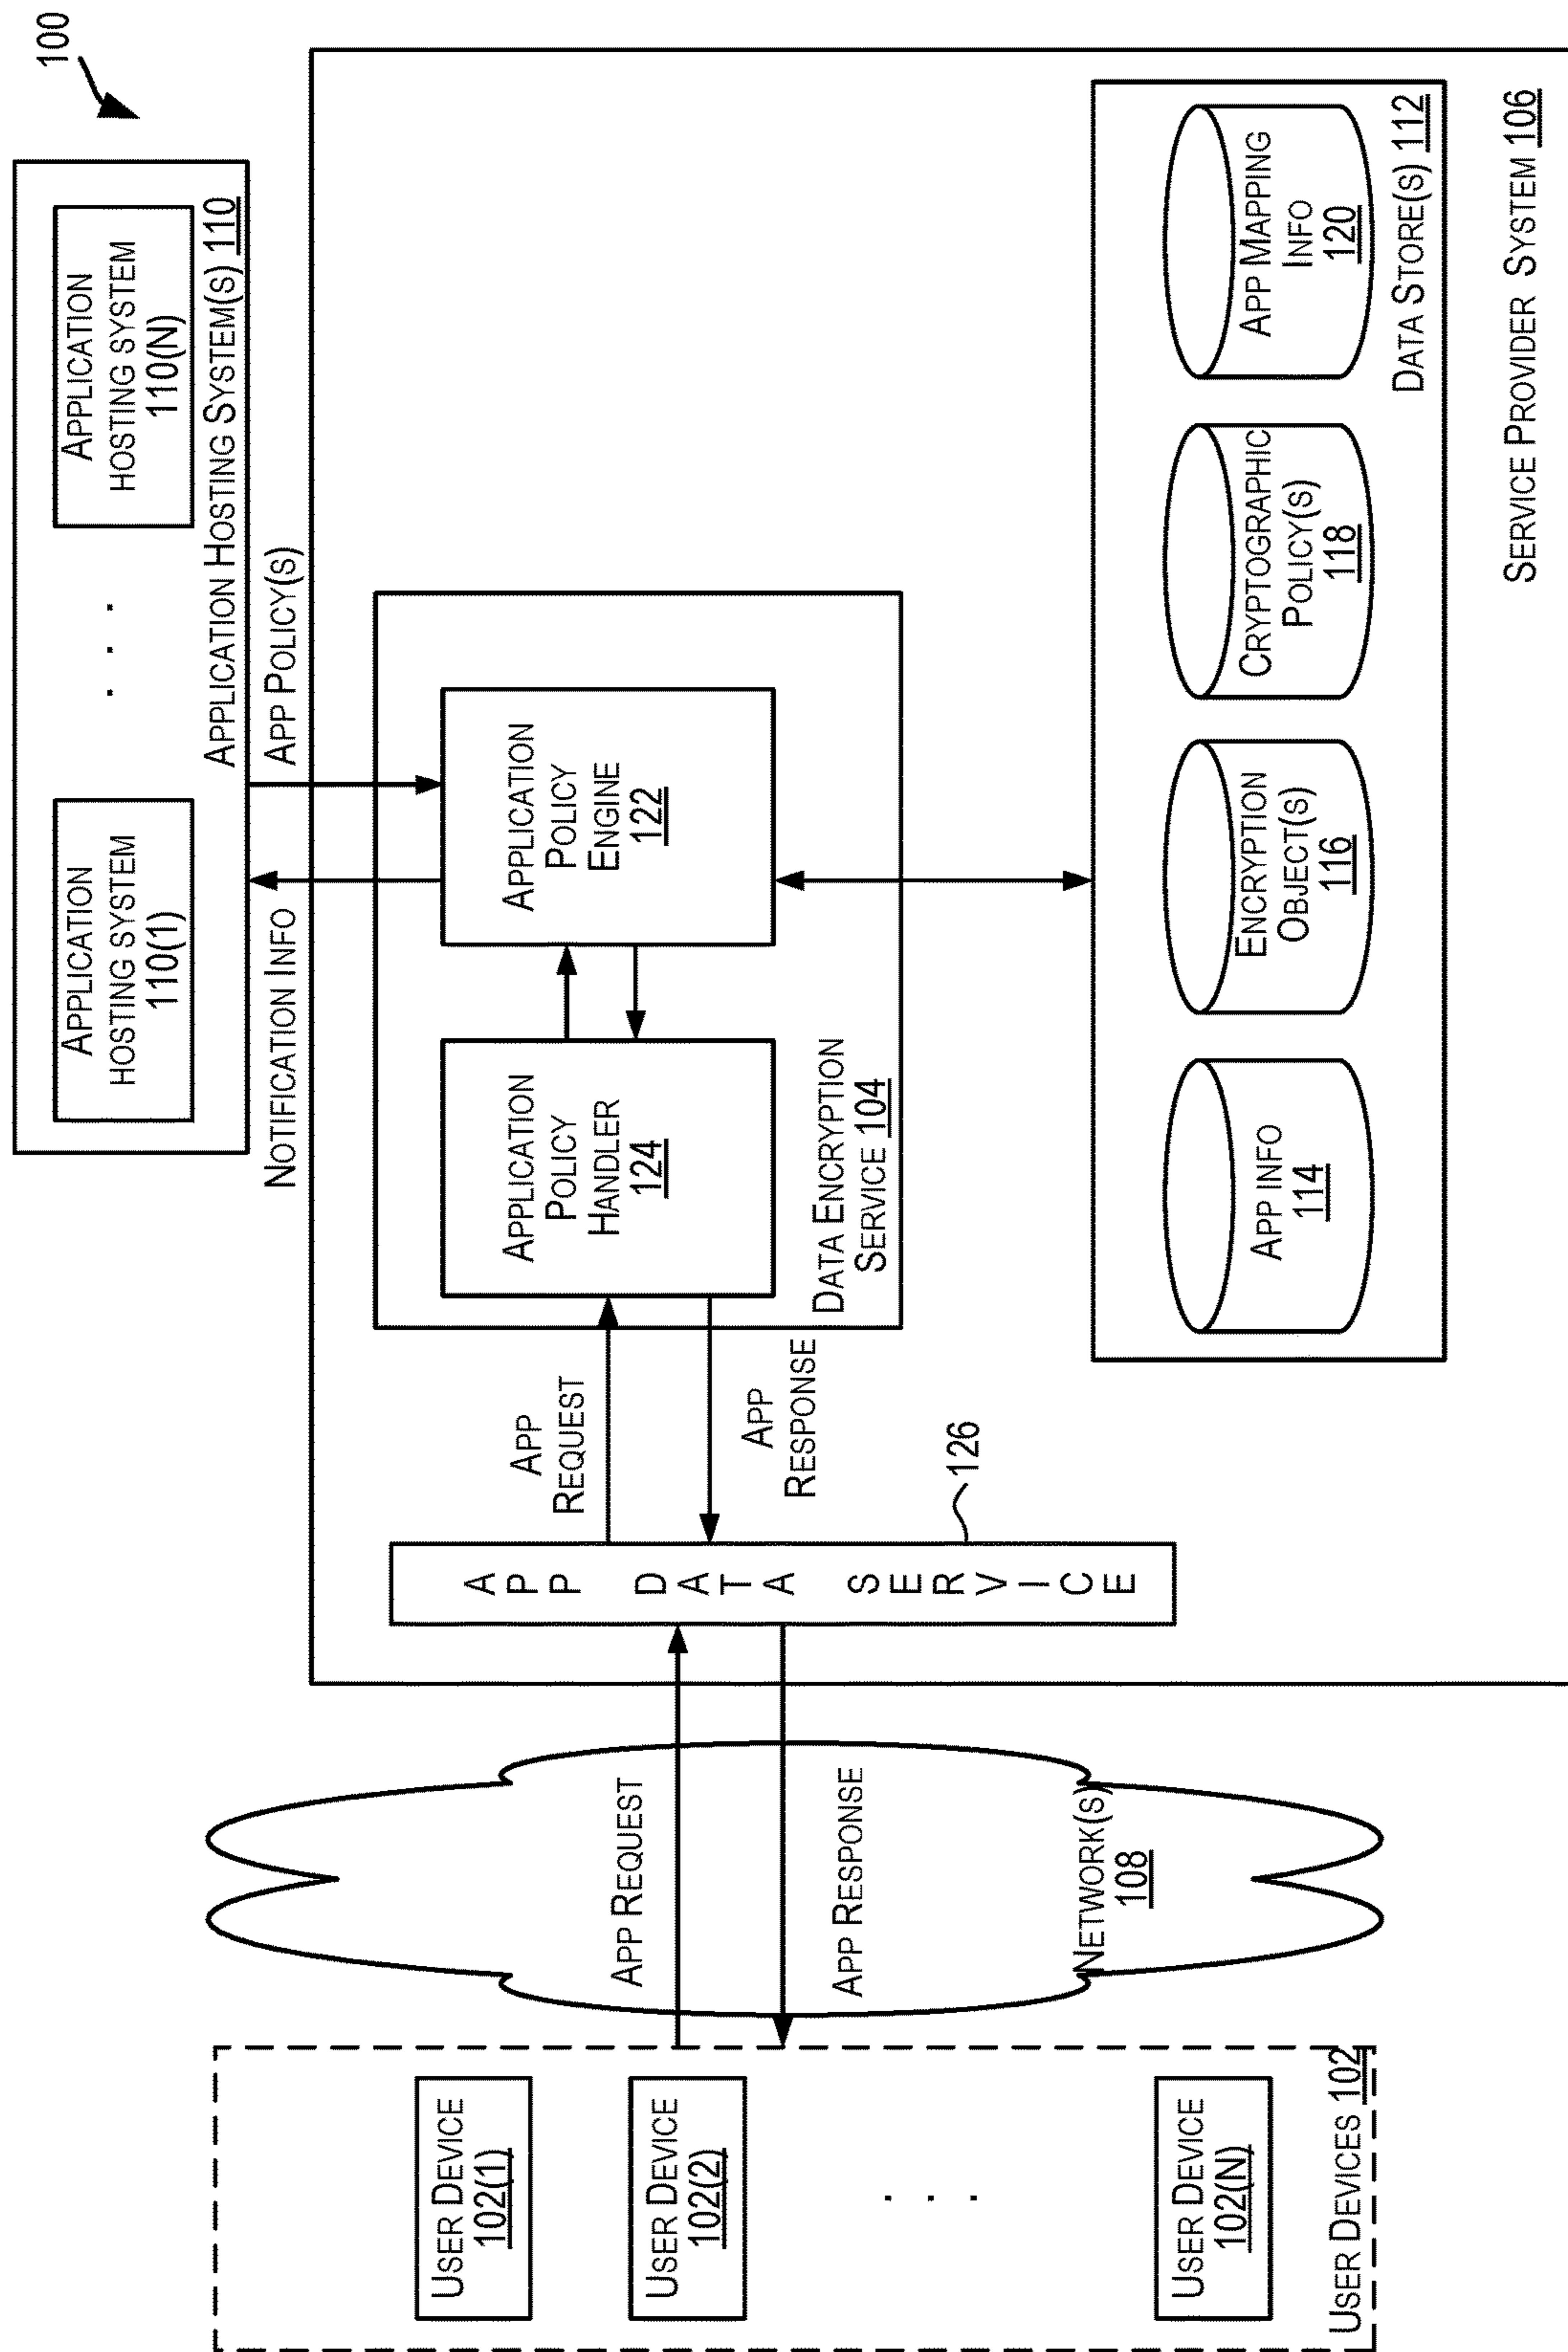 100
APPLICATION
HOSTING SYSTEM
110(1)
. . .
APPLICATION
HOSTING SYSTEM
110(N)
APPLICATION HOSTING SYSTEM(S) 110
NOTIFICATION INFO
APP POLICY(S)
USER DEVICE
102(1)
USER DEVICE
102(2)
. . .
USER DEVICE
102(N)
USER DEVICES 102
APP REQUEST
APP RESPONSE
NETWORK(S)
108
APP DATA SERVICE
126
APP
REQUEST
APP
RESPONSE
APPLICATION
POLICY
HANDLER
124
APPLICATION
POLICY
ENGINE
122
DATA ENCRYPTION
SERVICE 104
APP INFO
114
ENCRYPTION
OBJECT(S)
116
CRYPTOGRAPHIC
POLICY(S)
118
APP MAPPING
INFO
120
DATA STORE(S) 112
SERVICE PROVIDER SYSTEM 106